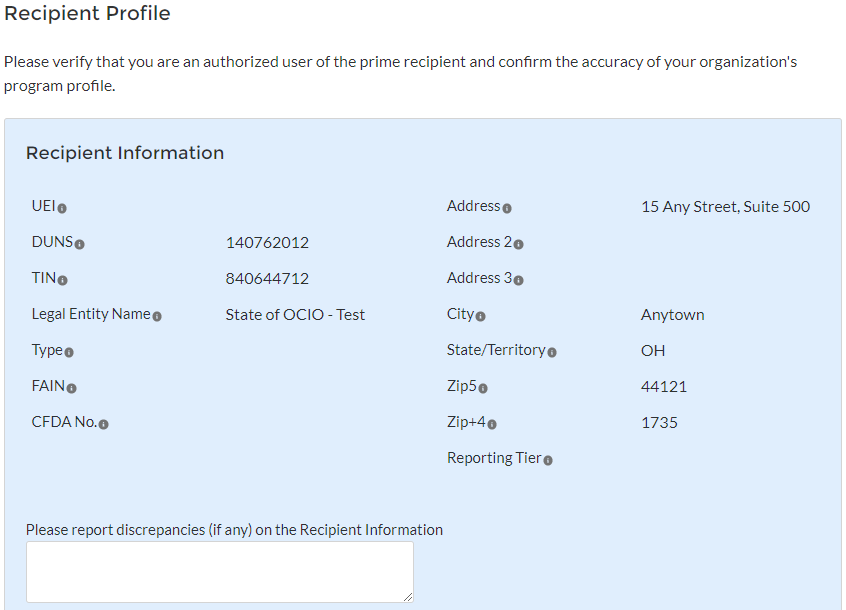 Recipient Profile
Please verify that you are an authorized user of the prime recipient and confirm the accuracy of your organization's
program profile.
Recipient Information
UEI
DUNS 140762012
TIN 840644712
Legal Entity Name State of OCIO - Test
Type
FAIN
CFDA No.
Address 15 Any Street, Suite 500
Address 2
Address 3
City Anytown
State/Territory OH
Zip5 44121
Zip+4 1735
Reporting Tier
Please report discrepancies (if any) on the Recipient Information